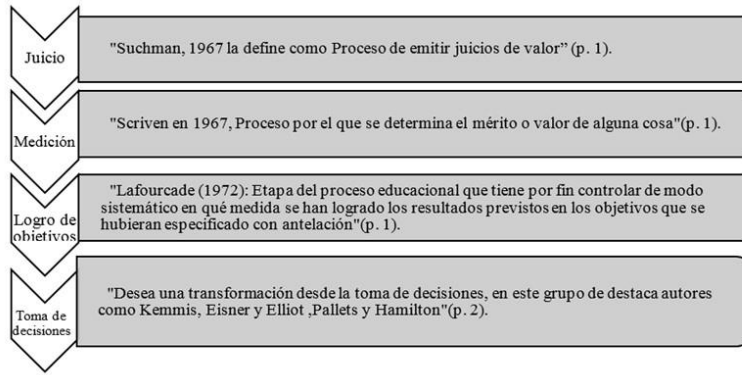 Juicio
"Suchman, 1967 la define como Proceso de emitir juicios de valor” (p. 1).
Medición
"Scriven en 1967, Proceso por el que se determina el mérito o valor de alguna cosa"(p. 1).
Logro de
objetivos
"Lafourcade (1972): Etapa del proceso educacional que tiene por fin controlar de modo
sistemático en qué medida se han logrado los resultados previstos en los objetivos que se
hubieran especificado con antelación"(p. 1).
Toma de
decisiones
"Desea una transformación desde la toma de decisiones, en este grupo de destaca autores
como Kemmis, Eisner y Elliot ,Pallets y Hamilton"(p. 2).